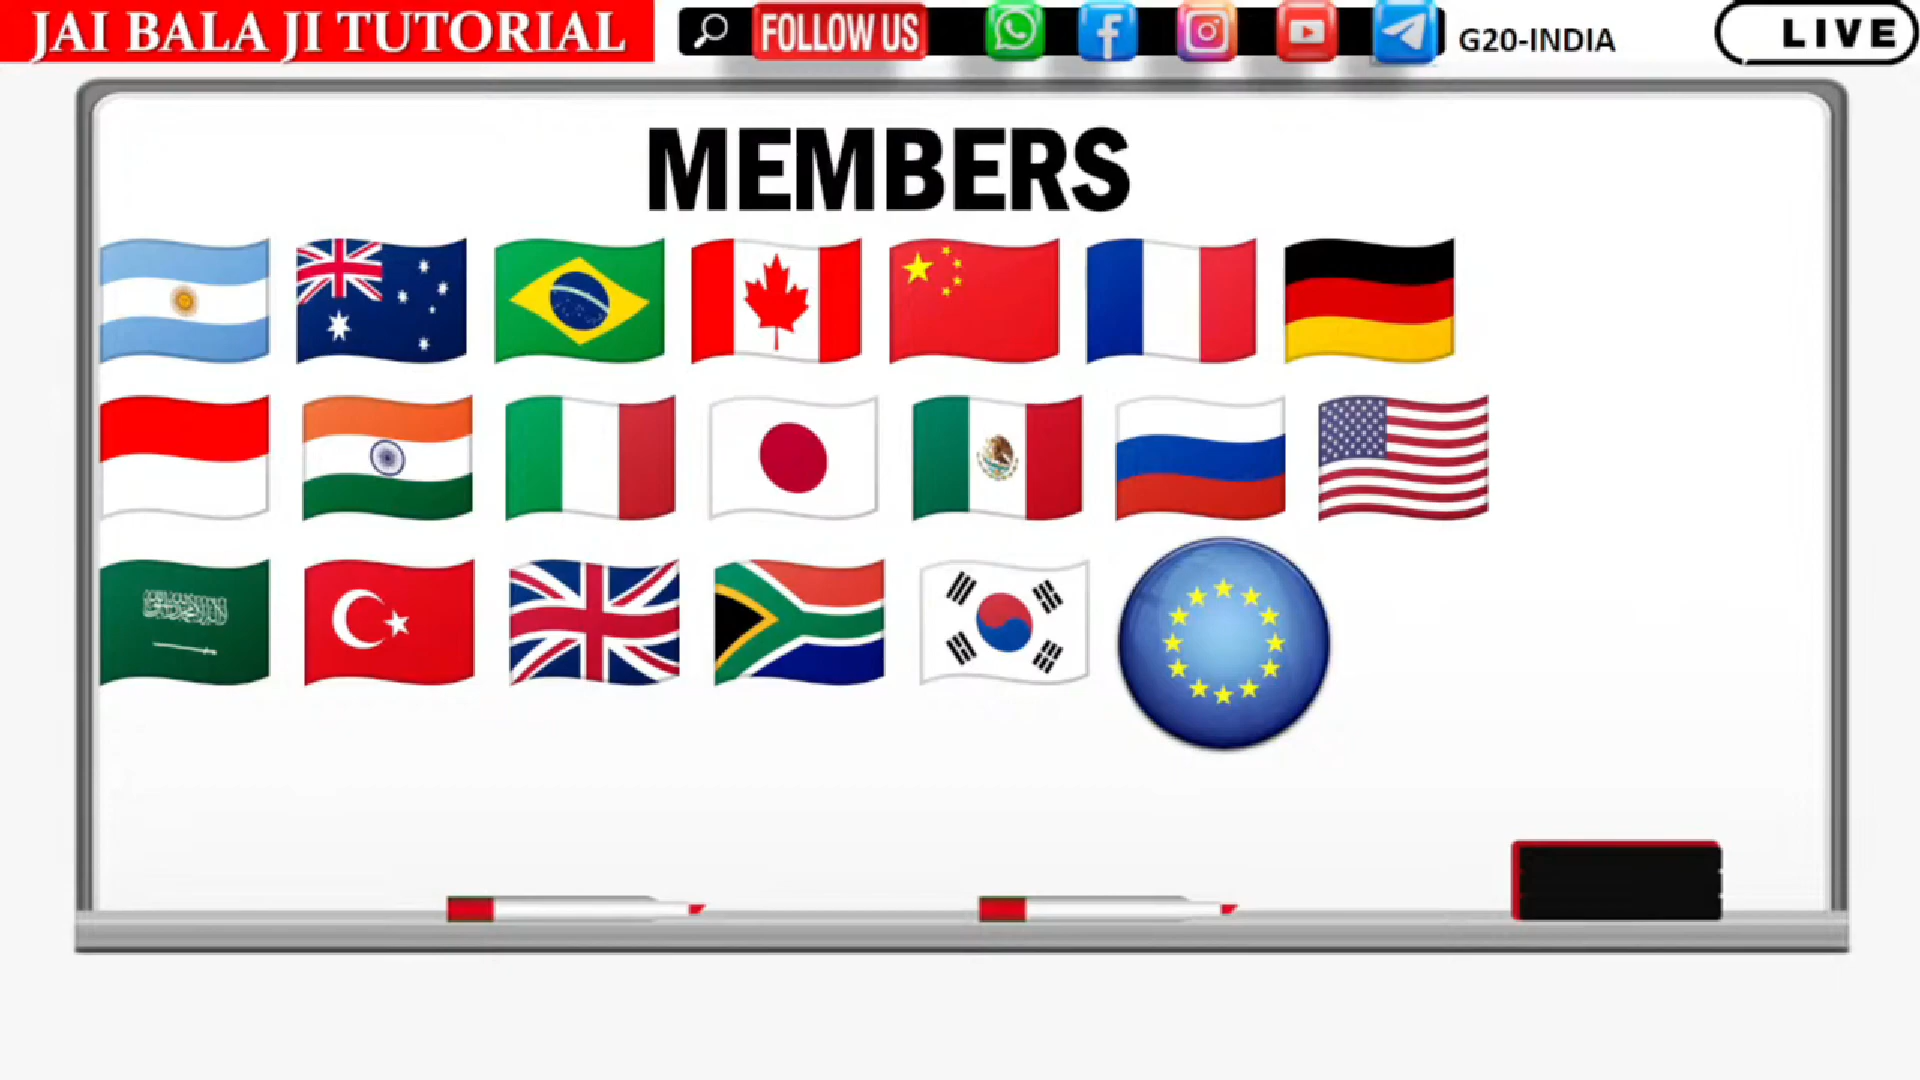 JAI BALA JI TUTORIAL
FOLLOW US
G20-INDIA
LIVE
MEMBERS